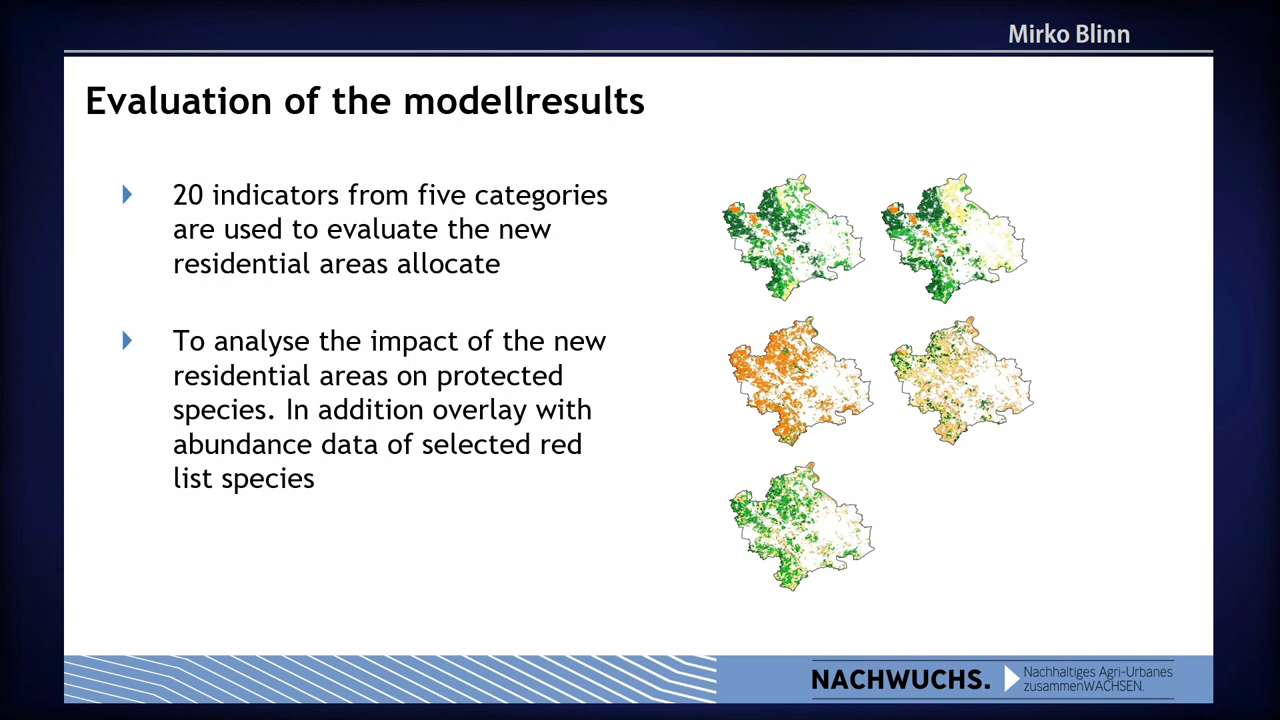 Mirko Blinn
Evaluation of the modellresults
20 indicators from five categories
are used to evaluate the new
residential areas allocate
To analyse the impact of the new
residential areas on protected
species. In addition overlay with
abundance data of selected red
list species
NACHWUCHS.
Nachhaltiges Agri-Urbanes
zusammenWACHSEN.